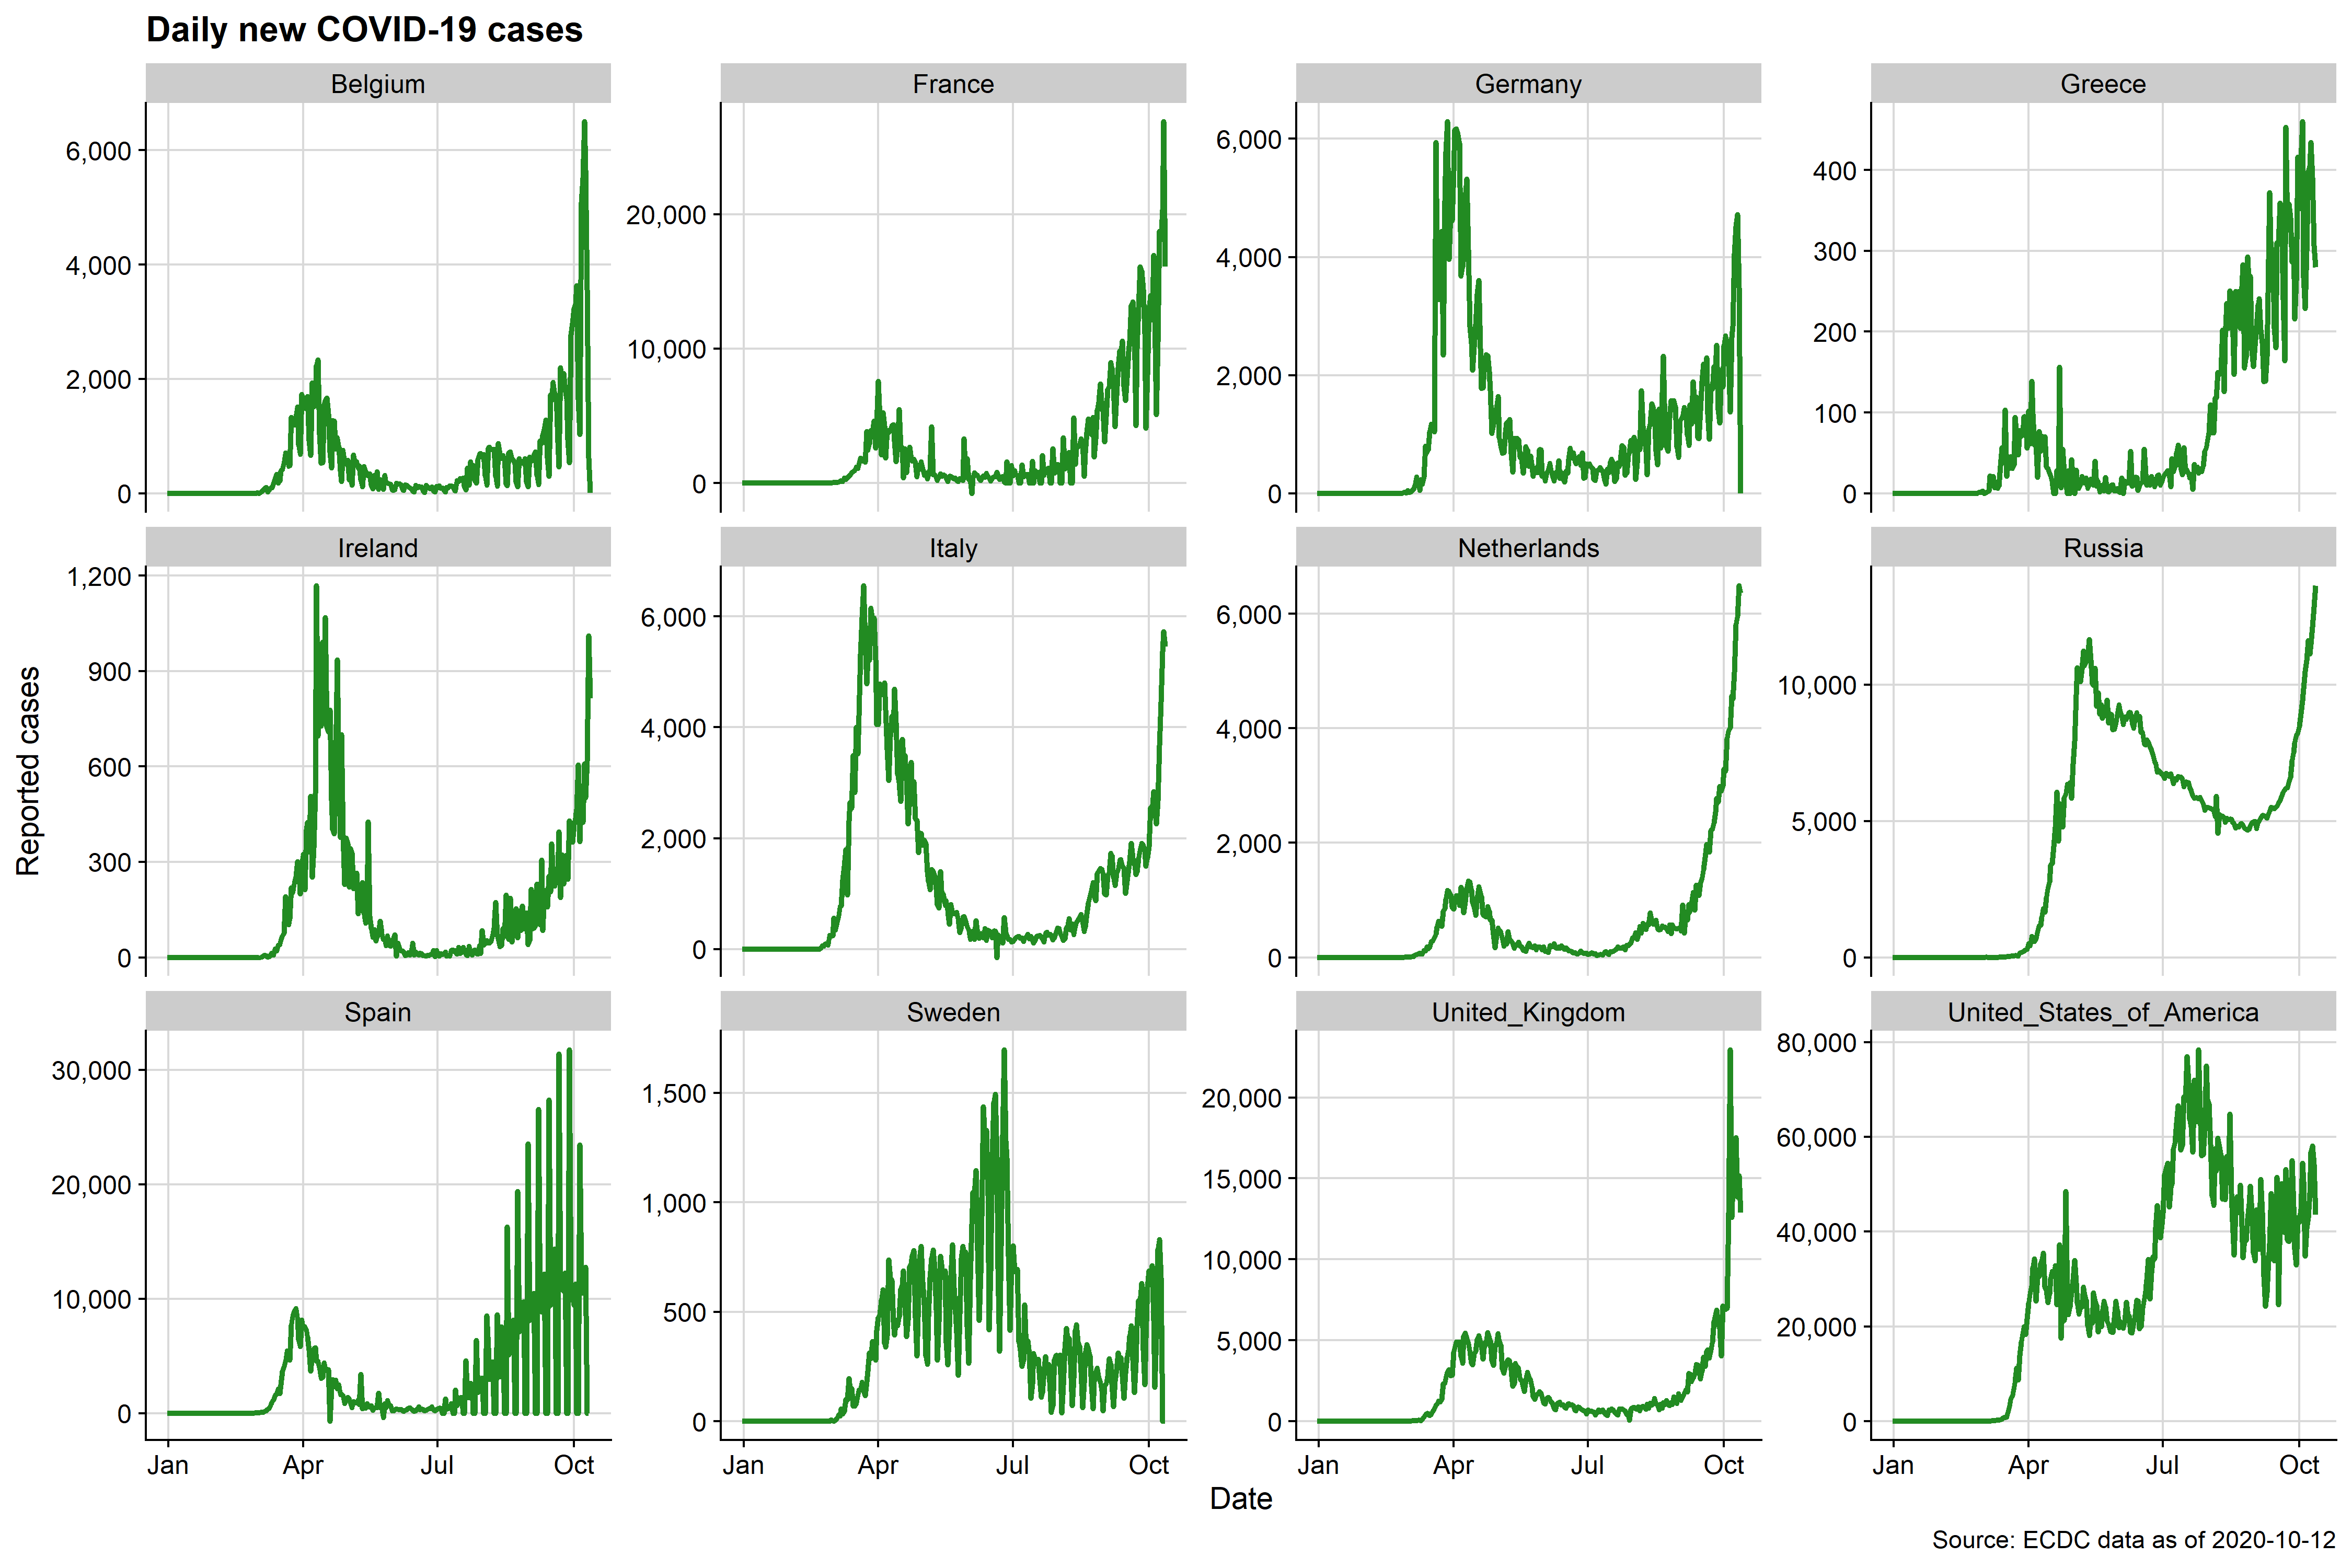 Daily new COVID-19 cases
Belgium
France
Germany
Greece
6,000
4,000
2,000
0
20,000
10,000
0
6,000
4,000
2,000
0
400
300
200
100
0
Ireland
Italy
Netherlands
Russia
1,200
900
600
300
0
6,000
4,000
2,000
0
6,000
4,000
2,000
0
10,000
5,000
0
Reported cases
Spain
Sweden
United_Kingdom
United_States_of_America
30,000
20,000
10,000
0
1,500
1,000
500
0
20,000
15,000
10,000
5,000
0
80,000
60,000
40,000
20,000
0
Jan Apr Jul Oct
Jan Apr Jul Oct
Jan Apr Jul Oct
Jan Apr Jul Oct
Date
Source: ECDC data as of 2020-10-12